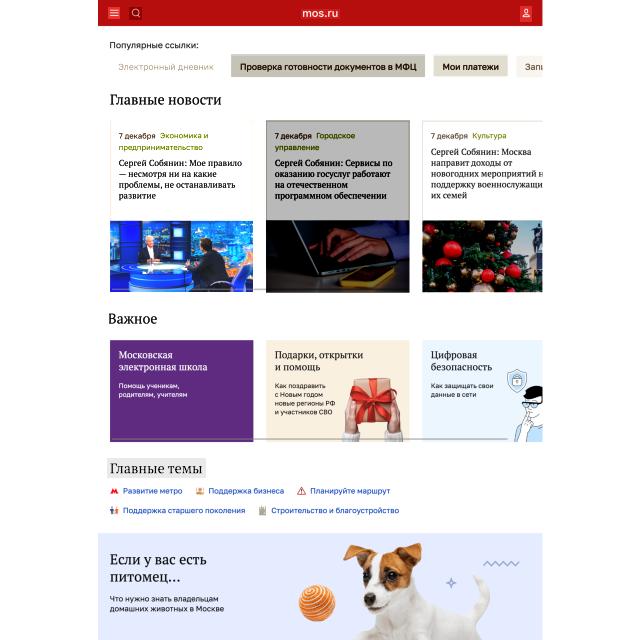 mos.ru
Популярные ссылки:
Электронный дневник Проверка готовности документов в МФЦ Мои платежи
Главные новости
7 декабря Экономика и
предпринимательство
Сергей Собянин: Мое правило
— несмотря ни на какие
проблемы, не останавливать
развитие
7 декабря Городское
управление
Сергей Собянин: Сервисы по
оказанию госуслуг работают
на отечественном
программном обеспечении
7 декабря Культура
Сергей Собянин: Москва
направит доходы от
новогодних мероприятий н
поддержку военнослужащи
их семей
Важное
Московская
электронная школа
Помощь ученикам,
родителям, учителям
Подарки, открытки
и помощь
Как поздравить
с Новым годом
новые регионы РФ
и участников СВО
Цифровая
безопасность
Как защищать свои
данные в сети
Главные темы
Развитие метро Поддержка бизнеса Планируйте маршрут
Поддержка старшего поколения Строительство и благоустройство
Если у вас есть
питомец...
Что нужно знать владельцам
домашних животных в Москве